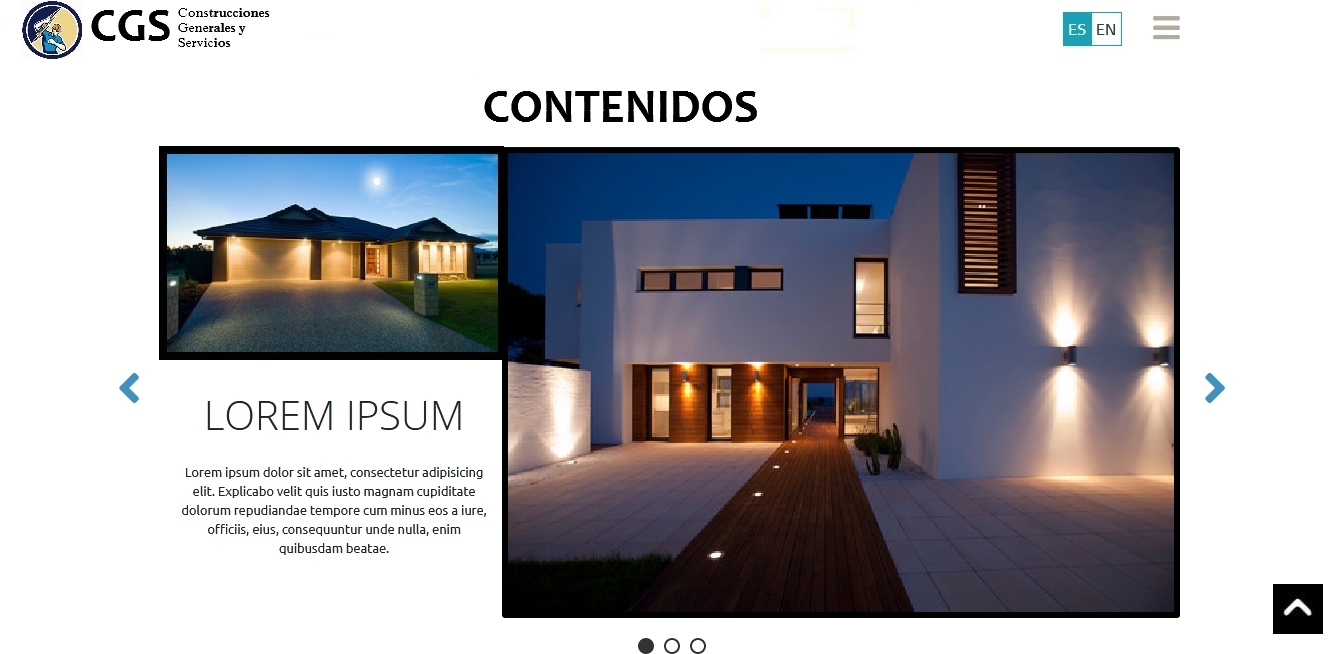 CGS
Construcciones
Generales y
Servicios
ES EN
CONTENIDOS
LOREM IPSUM
Lorem ipsum dolor sit amet, consectetur adipisicing
elit. Explicabo velit quis iusto magnam cupiditate
dolorum repudiandae tempore cum minus eos a iure,
officiis, eius, consequuntur unde nulla, enim
quibusdam beatae.